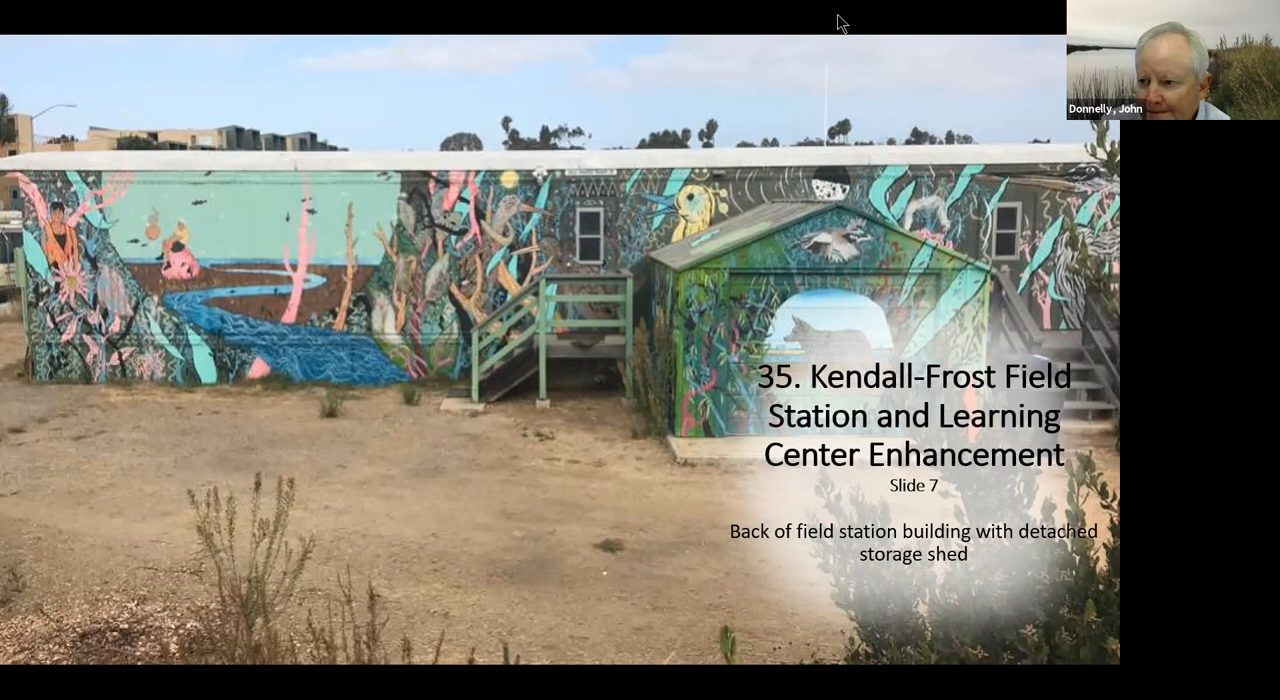 Donnelly, John
35. Kendall-Frost Field
Station and Learning
Center Enhancement
Slide 7
Back of field station building with detached
storage shed